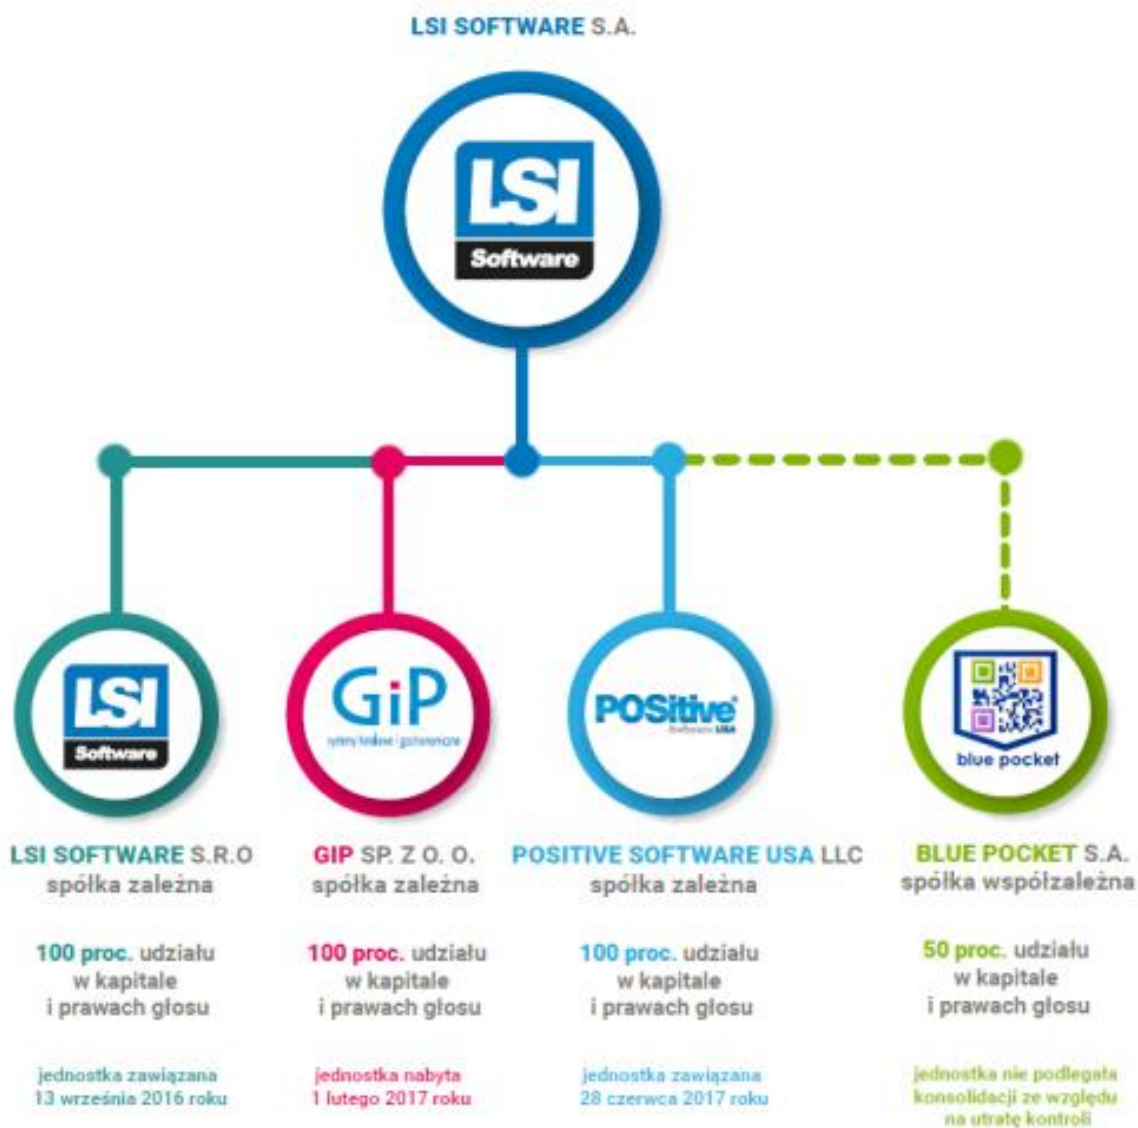 LSI SOFTWARE S.A.
LSI
Software
LSI
Software
GiP
POSitive
Software USA
blue pocket
LSI SOFTWARE S.R.O
spółka zależna
100 proc. udziału
w kapitale
i prawach głosu
jednostka zawiązana
13 września 2016 roku
GIP SP. Z O. O.
spółka zależna
100 proc. udziału
w kapitale
i prawach głosu
jednostka nabyta
1 lutego 2017 roku
POSITIVE SOFTWARE USA LLC
spółka zależna
100 proc. udziału
w kapitale
i prawach głosu
jednostka zawiązana
28 czerwca 2017 roku
BLUE POCKET S.A.
spółka współzależna
50 proc. udziału
w kapitale
i prawach głosu
jednostka nie podlegała
konsolidacji ze względu
na utratę kontroli